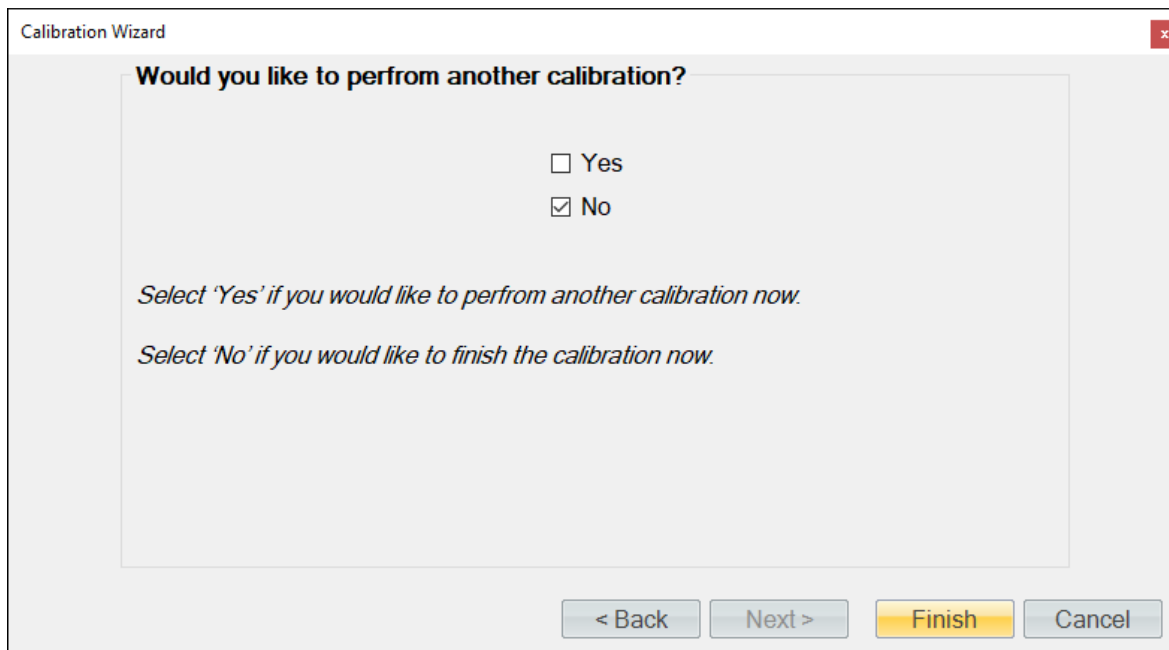 Calibration Wizard
x
Would you like to perfrom another calibration?
Yes
No
Select ‘Yes’ if you would like to perfrom another calibration now.
Select ‘No’ if you would like to finish the calibration now.
< Back Next > Finish Cancel